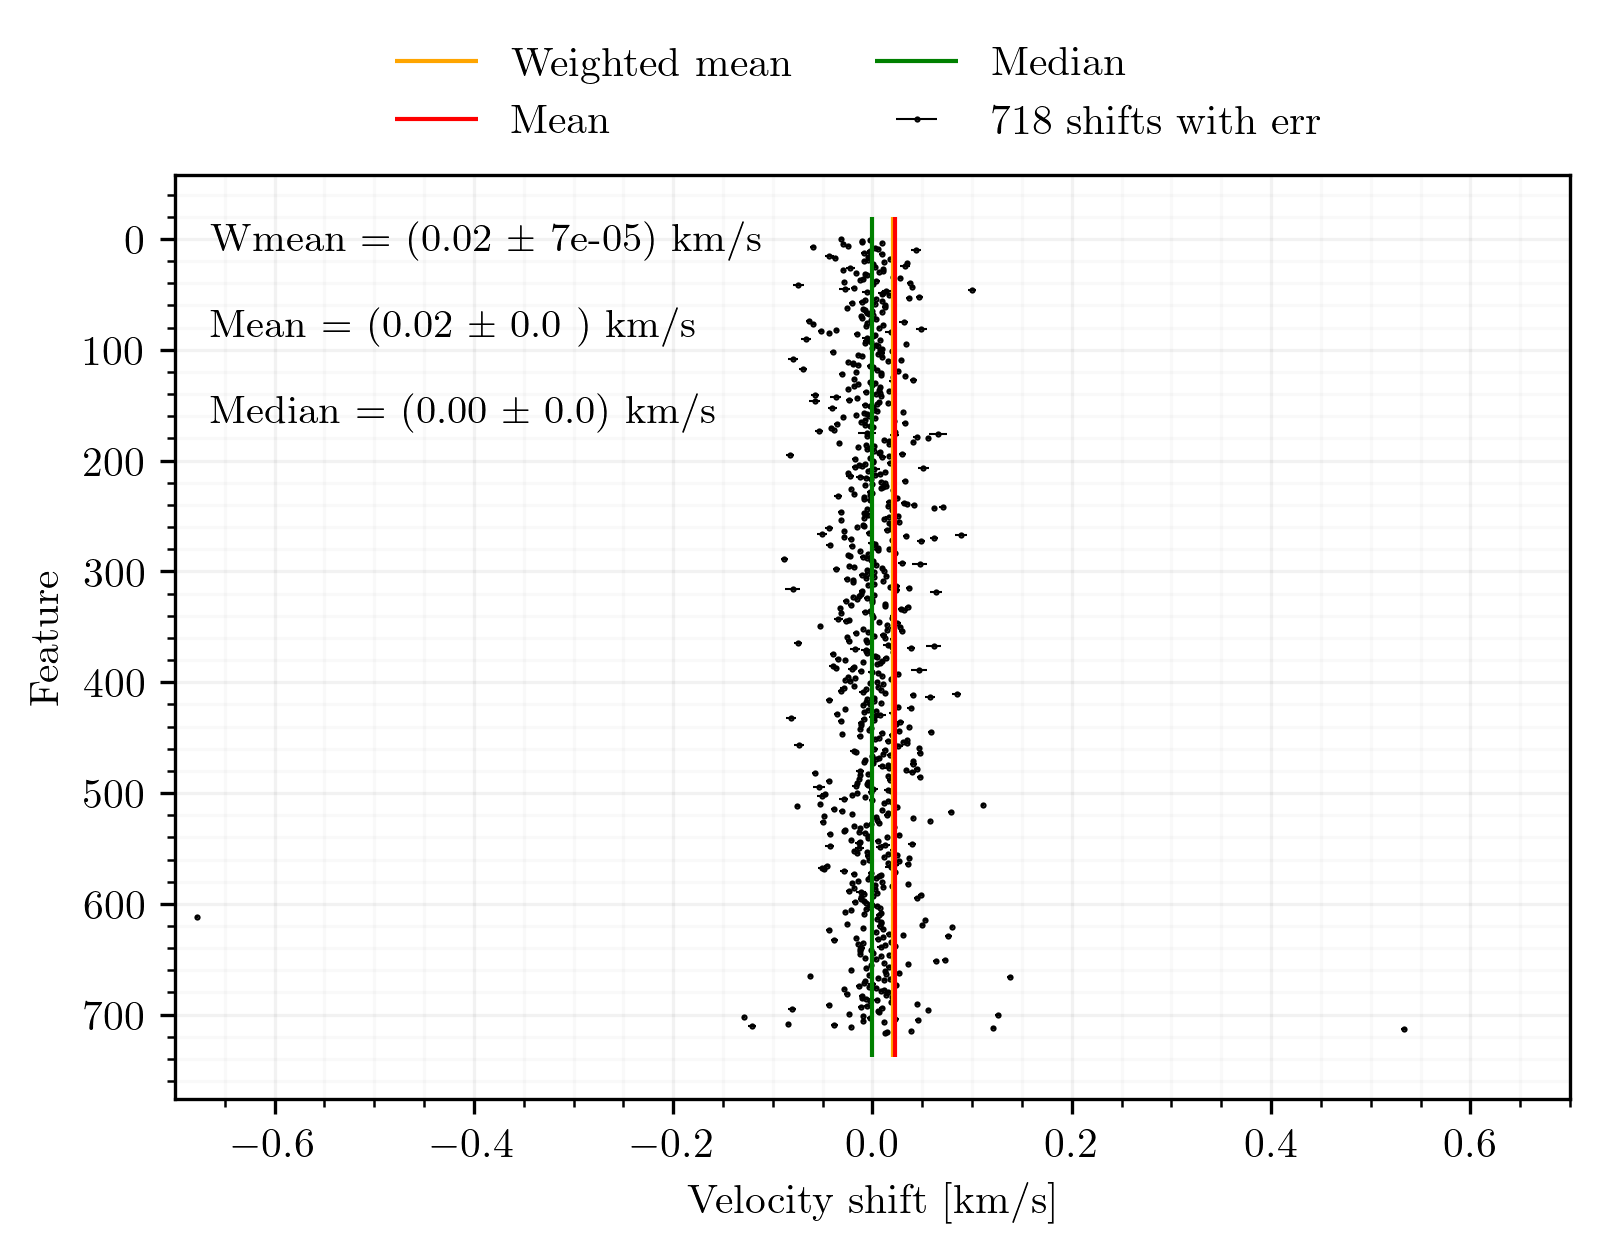 Weighted mean
Median
Mean
718 shifts with err
Wmean = (0.02 ± 7e-05) km/s
Mean = (0.02 ± 0.0 ) km/s
Median = (0.00 ± 0.0) km/s
0
100
200
300
400
500
600
700
Feature
−0.6
−0.4
−0.2
0.0
0.2
0.4
0.6
Velocity shift [km/s]